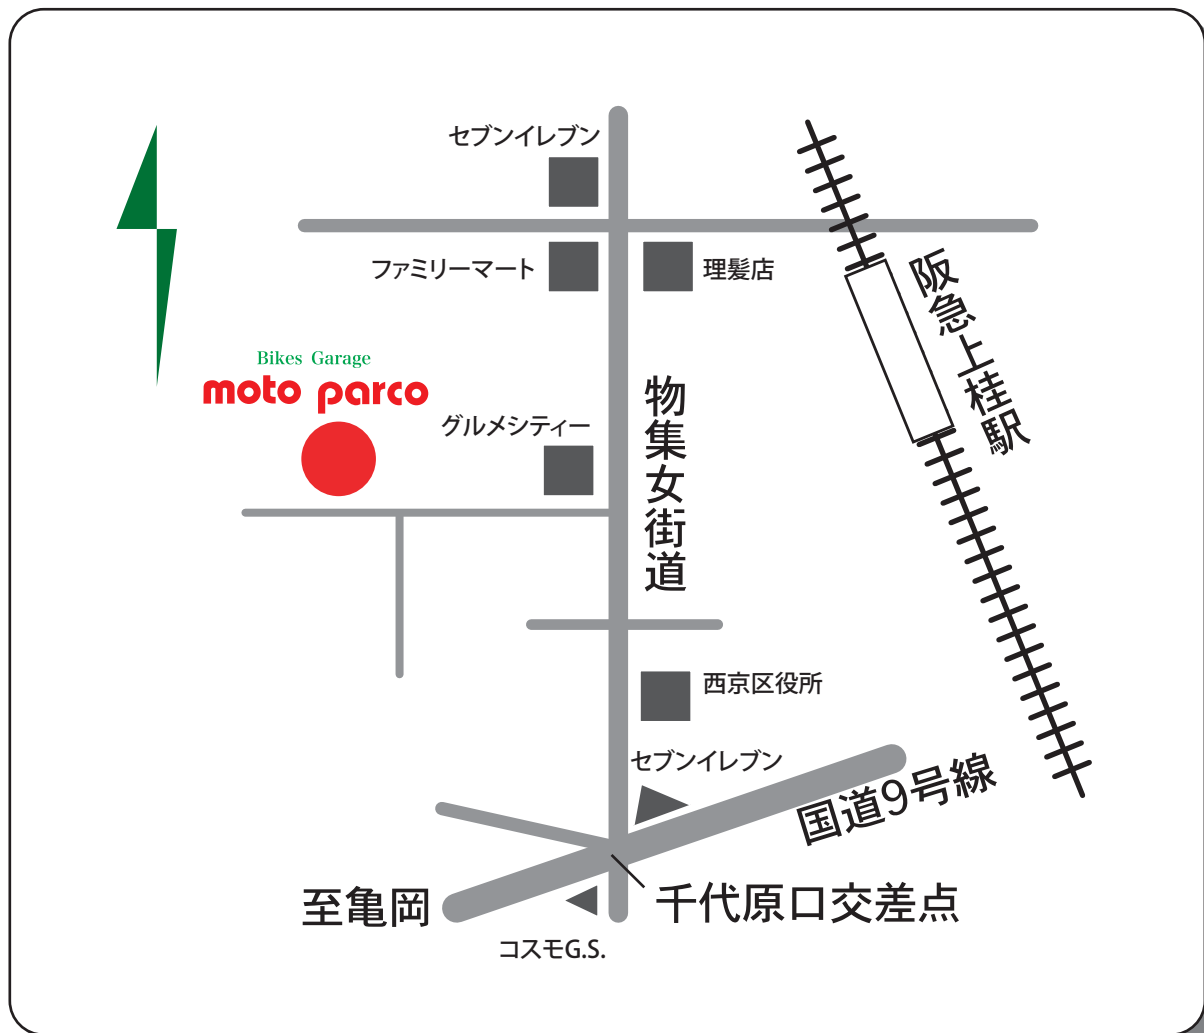 セブンイレブン
ファミリーマート
理髪店
阪急上桂駅
Bikes Garage
moto parco
グルメシティー
物集女街道
西京区役所
セブンイレブン
国道9号線
至亀岡
千代原口交差点
コスモG.S.